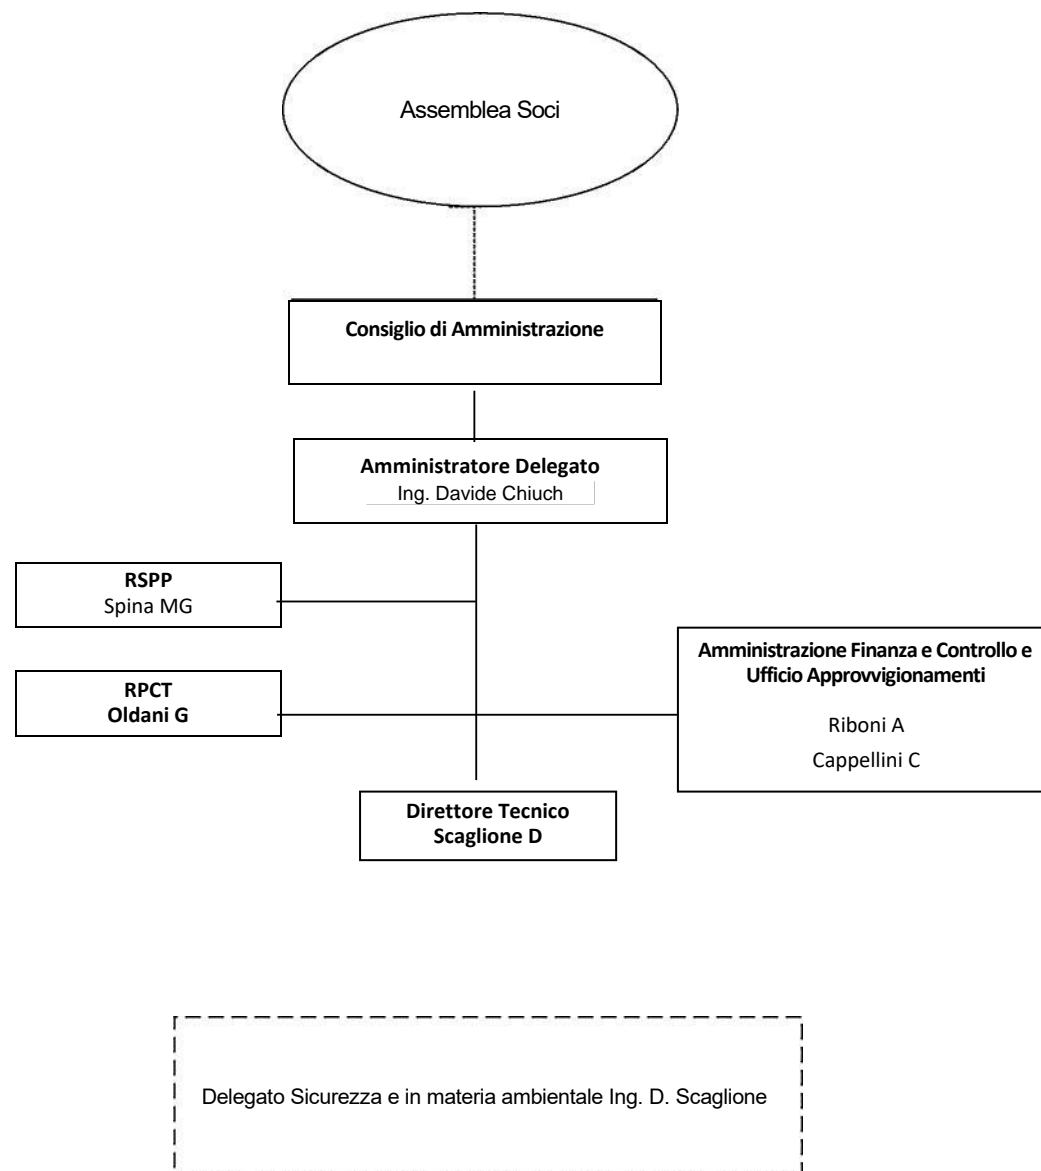 Assemblea Soci
Consiglio di Amministrazione
Amministratore Delegato
Ing. Davide Chiuch
RSPP
Spina MG
RPCT
Oldani G
Amministrazione Finanza e Controllo e
Ufficio Approvvigionamenti
Riboni A
Cappellini C
Direttore Tecnico
Scaglione D
Delegato Sicurezza e in materia ambientale Ing. D. Scaglione